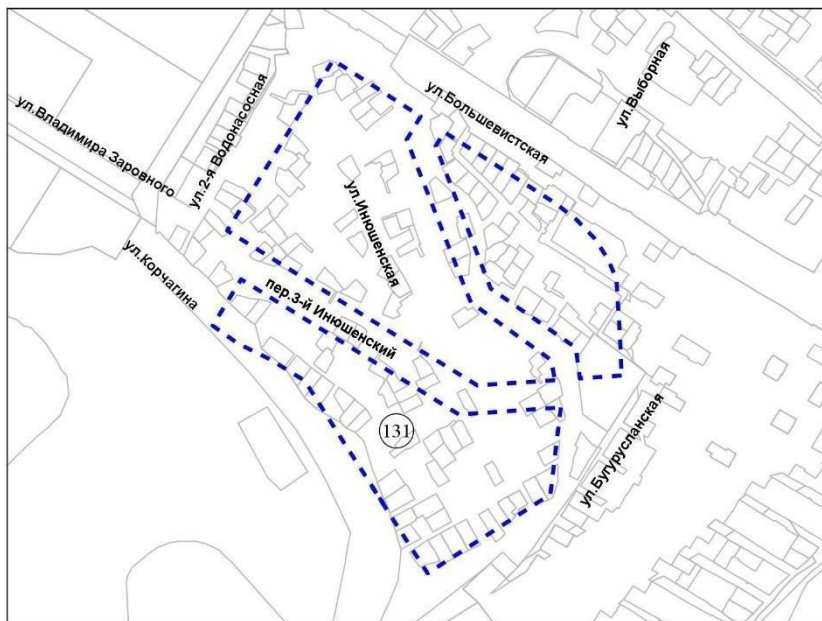 ул.Большевистская
ул.Выборная
ул.2-я Водонасосная
ул.Владимира Заровного
ул.Инюшенская
ул.Корчагина
пер.3-й Инюшенский
131
ул.Бугурусланская